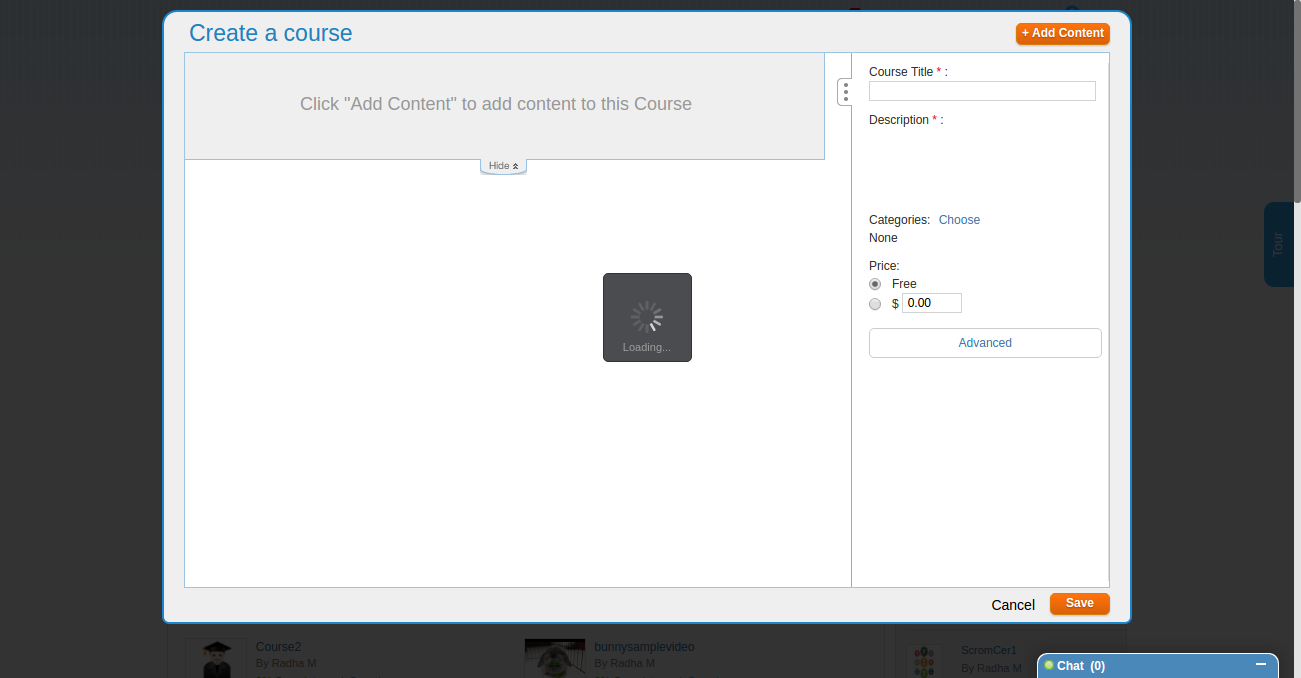 Create a course
+ Add Content
Click "Add Content" to add content to this Course
Hide
Course Title * :
Description * :
Categories: Choose
None
Price:
Free
$ 0.00
Advanced
Loading...
Tour
Cancel
Save
Course2
By Radha M
bunnysamplevideo
By Radha M
ScromCer1
By Radha M
Chat (0)